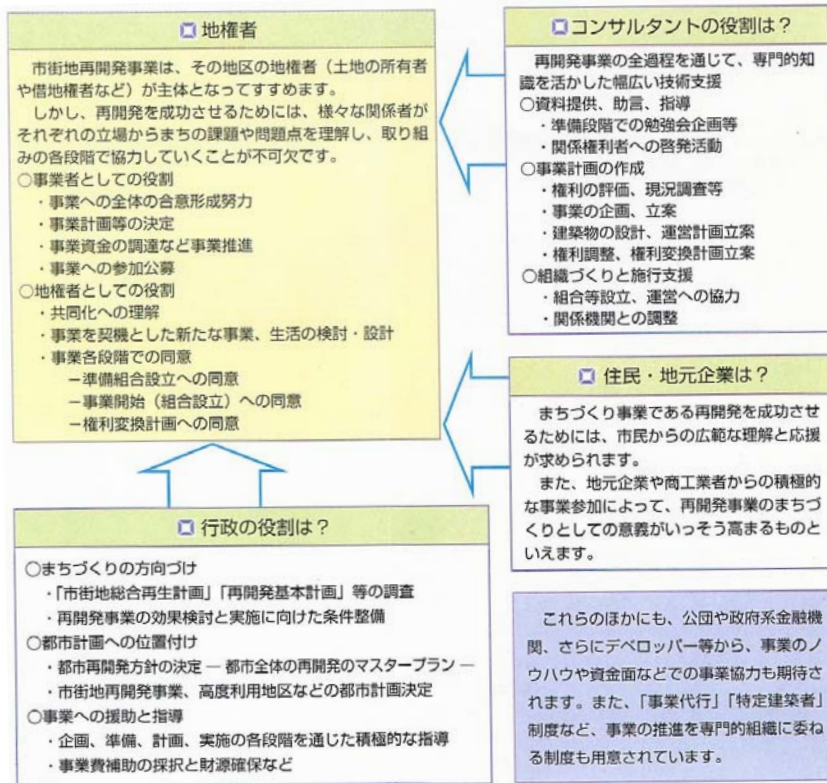 地権者
市街地再開発事業は、その地区の地権者（土地の所有者
や借地権者など）が主体となってすすめます。
しかし、再開発を成功させるためには、様々な関係者が
それぞれの立場からまちの課題や問題点を理解し、取り組
みの各段階で協力していくことが不可欠です。
○事業者としての役割
・事業への全体の合意形成努力
・事業計画等の決定
・事業資金の調達など事業推進
・事業への参加公募
○地権者としての役割
・共同化への理解
・事業を契機とした新たな事業、生活の検討・設計
・事業各段階での同意
－準備組合設立への同意
－事業開始（組合設立）への同意
－権利変換計画への同意
コンサルタントの役割は？
再開発事業の全過程を通じて、専門的知
識を活かした幅広い技術支援
○資料提供、助言、指導
・準備段階での勉強会企画等
・関係権利者への啓発活動
○事業計画の作成
・権利の評価、現況調査等
・事業の企画、立案
・建築物の設計、運営計画立案
・権利調整、権利変換計画立案
○組織づくりと施行支援
・組合等設立、運営への協力
・関係機関との調整
住民・地元企業は？
まちづくり事業である再開発を成功させ
るためには、市民からの広範な理解と応援
が求められます。
また、地元企業や商工業者からの積極的
な事業参加によって、再開発事業のまちづ
くりとしての意義がいっそう高まるものと
いえます。
行政の役割は？
○まちづくりの方向づけ
・「市街地総合再生計画」「再開発基本計画」等の調査
・再開発事業の効果検討と実施に向けた条件整備
○都市計画への位置付け
・都市再開発方針の決定 ― 都市全体の再開発のマスタープラン ―
・市街地再開発事業、高度利用地区などの都市計画決定
○事業への援助と指導
・企画、準備、計画、実施の各段階を通じた積極的な指導
・事業費補助の採択と財源確保など
これらのほかにも、公団や政府系金融機
関、さらにデベロッパー等から、事業のノ
ウハウや資金面などでの事業協力も期待さ
れます。また、「事業代行」「特定建築者」
制度など、事業の推進を専門的組織に委ね
る制度も用意されています。